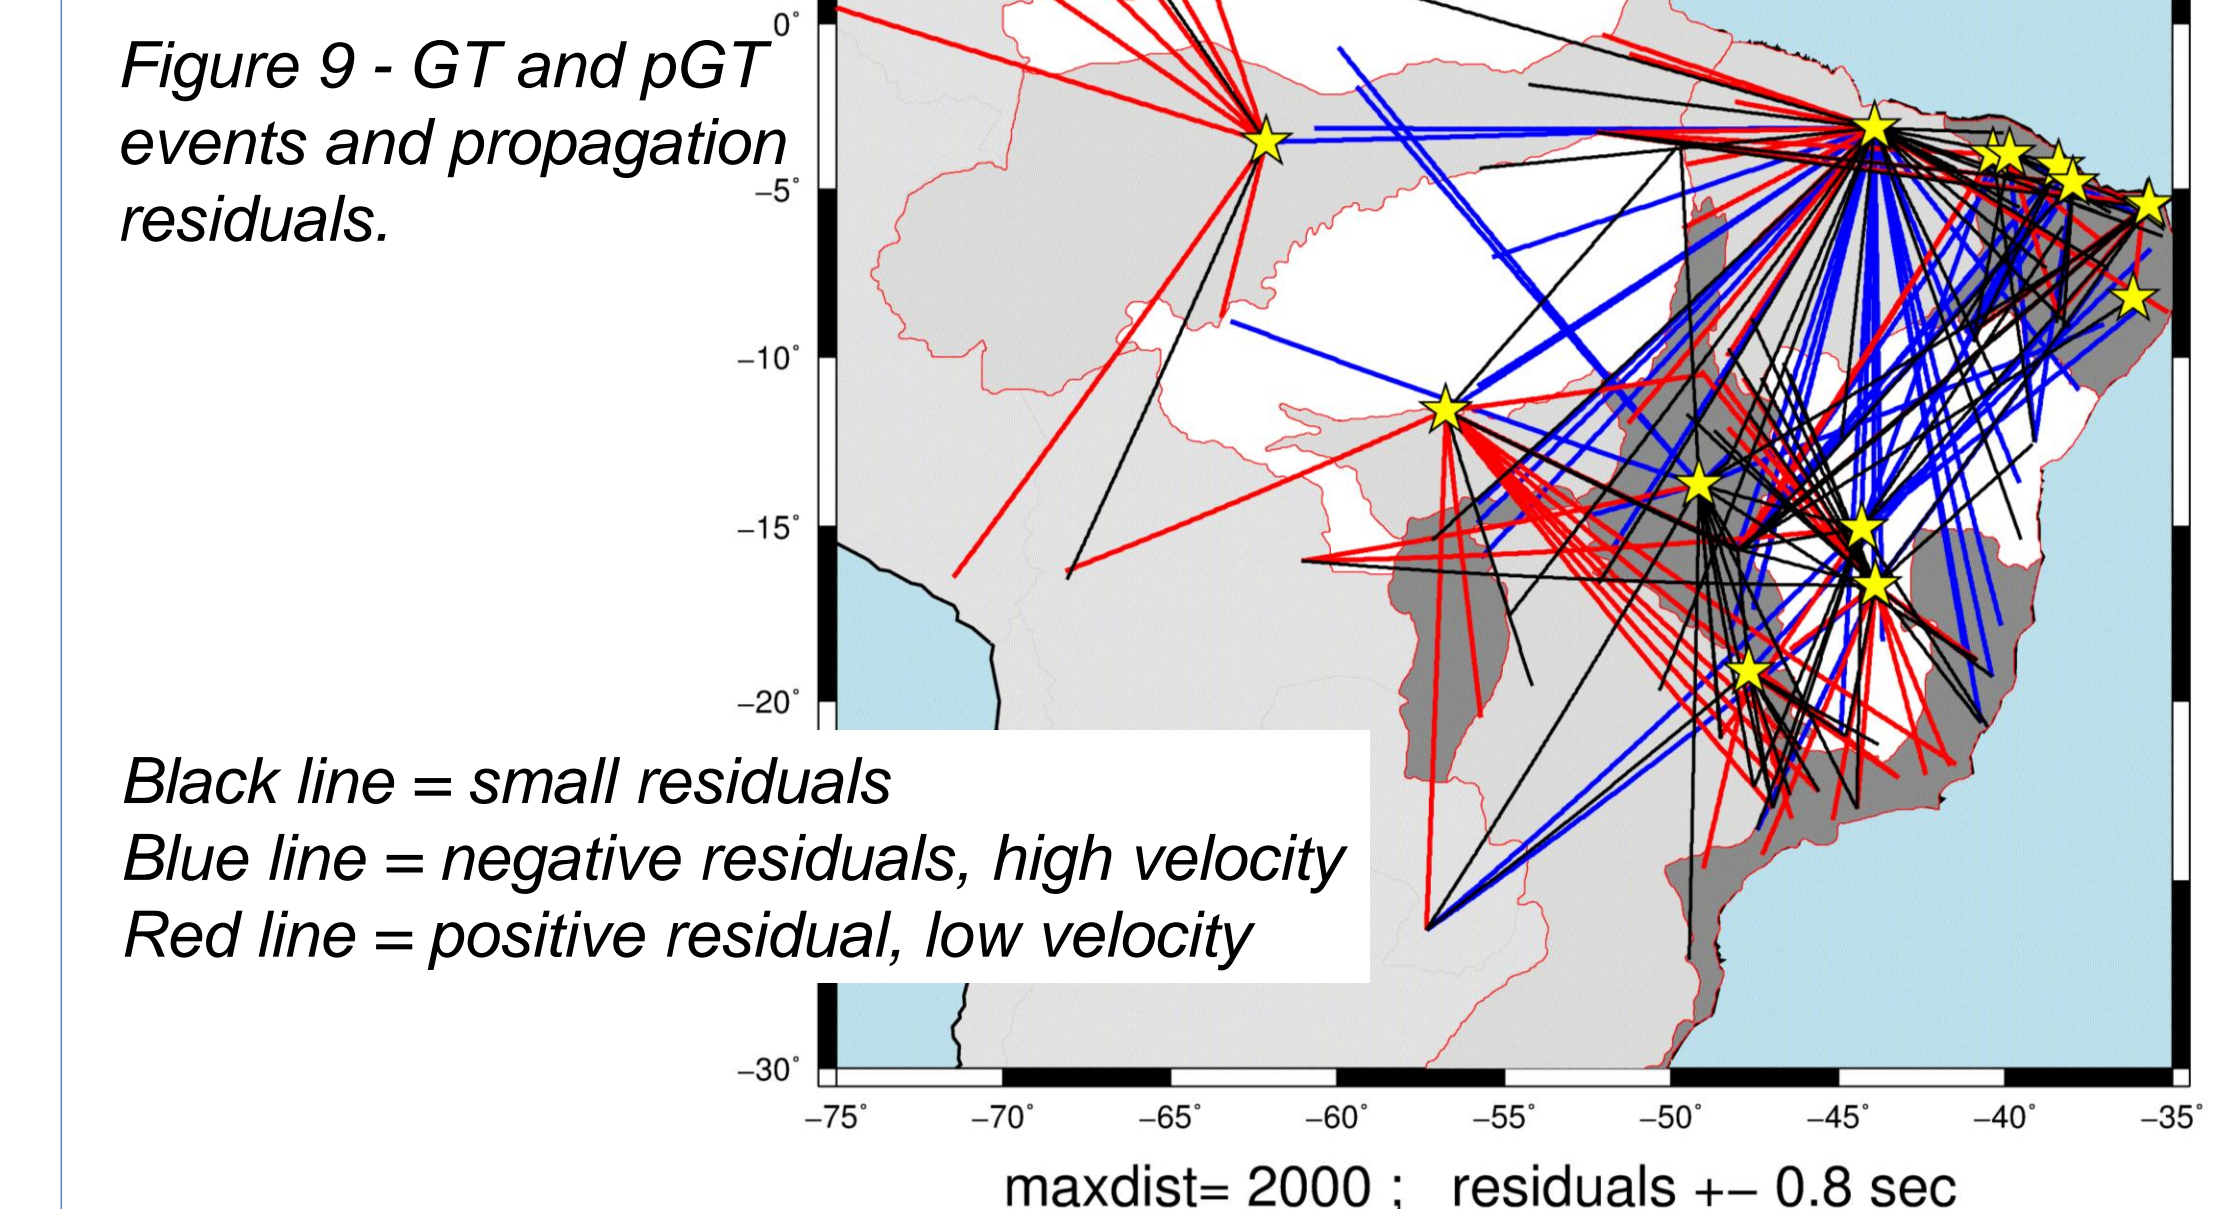 Figure 9 - GT and pGT
events and propagation
residuals.
0°
−5°
−10°
−15°
−20°
Black line = small residuals
Blue line = negative residuals, high velocity
Red line = positive residual, low velocity
−30°
−75° −70° −65° −60° −55° −50° −45° −40° −35°
maxdist= 2000 ; residuals +− 0.8 sec